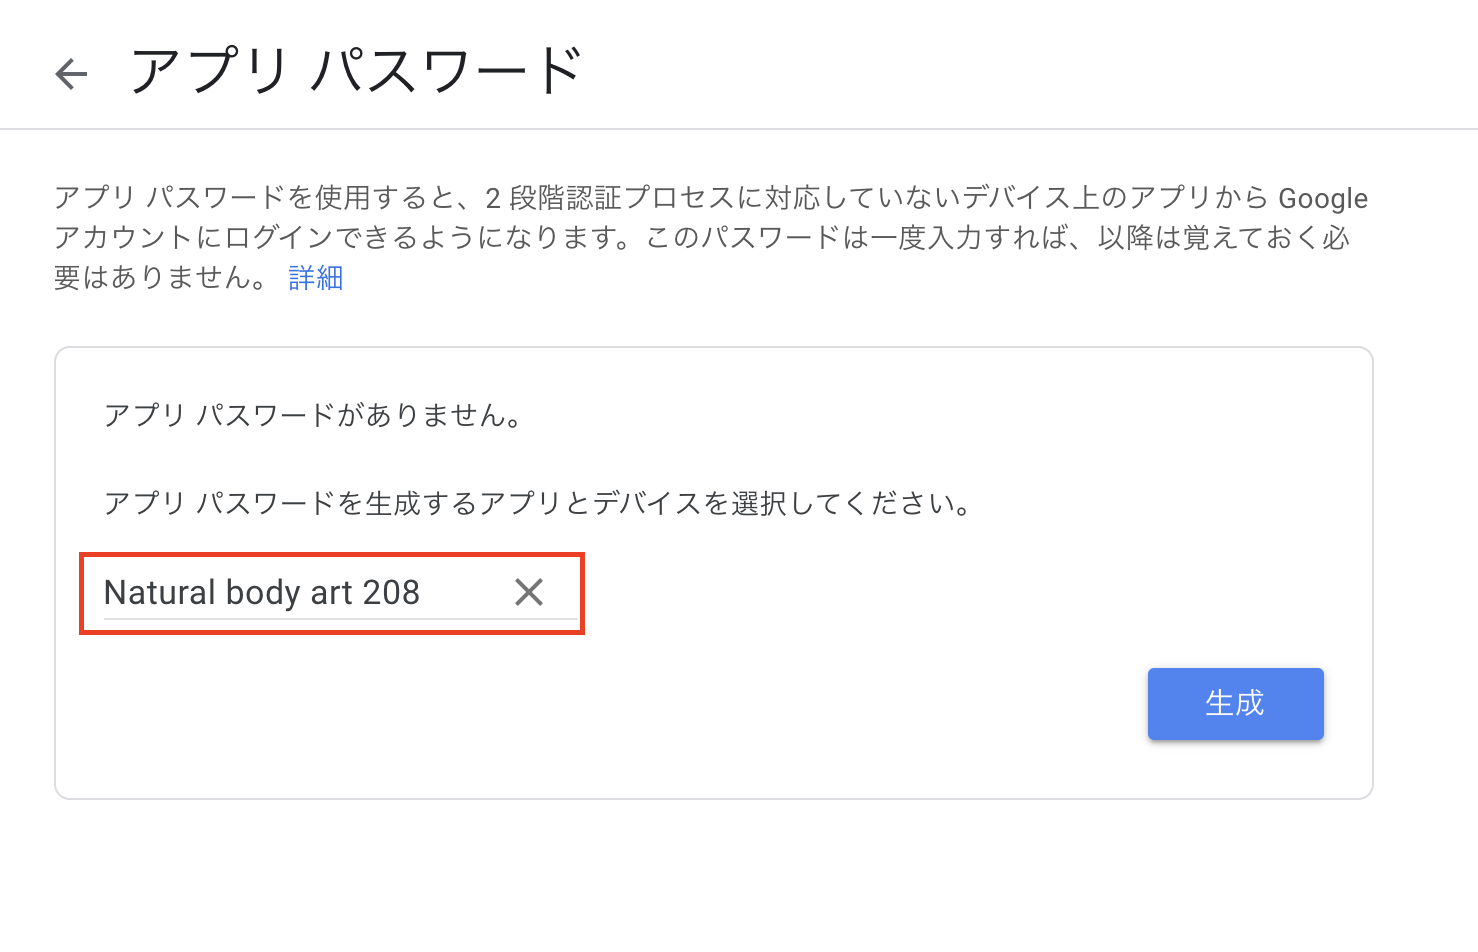 アプリ パスワード
アプリ パスワードを使用すると、2 段階認証プロセスに対応していないデバイス上のアプリから Google
アカウントにログインできるようになります。このパスワードは一度入力すれば、以降は覚えておく必
要はありません。 詳細
アプリ パスワードがありません。
アプリ パスワードを生成するアプリとデバイスを選択してください。
Natural body art 208
生成